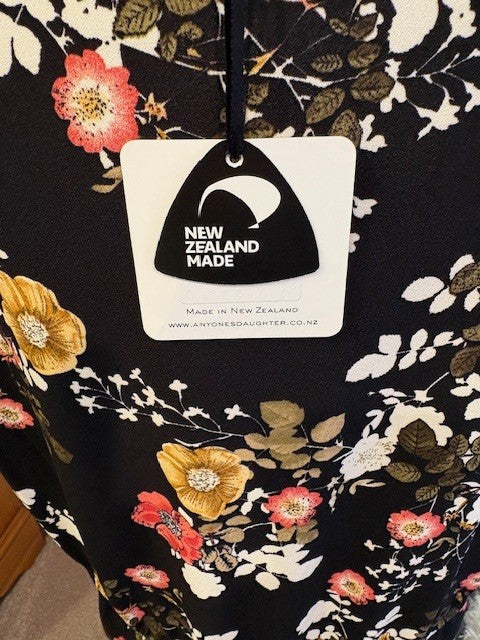 NEW
ZEALAND
MADE
Made in New Zealand
www.anyonesdaughter.co.nz